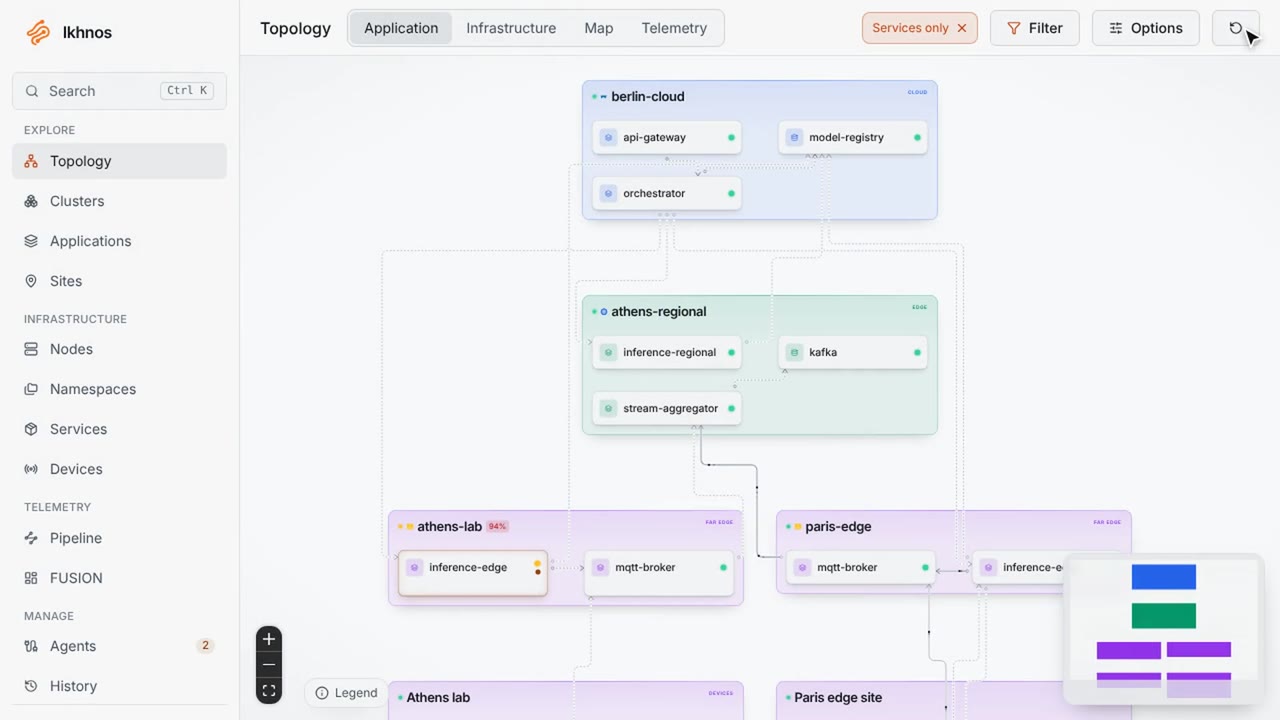 Ikhnos
Search
Ctrl K
EXPLORE
Topology
Clusters
Applications
Sites
INFRASTRUCTURE
Nodes
Namespaces
Services
Devices
TELEMETRY
Pipeline
FUSION
MANAGE
Agents
2
History
Topology
Application
Infrastructure
Map
Telemetry
Services only
Filter
Options
berlin-cloud
CLOUD
api-gateway
model-registry
orchestrator
athens-regional
EDGE
inference-regional
kafka
stream-aggregator
athens-lab
94%
FAR EDGE
inference-edge
mqtt-broker
paris-edge
FAR EDGE
mqtt-broker
inference-e
Athens lab
DEVICES
Paris edge site
Legend